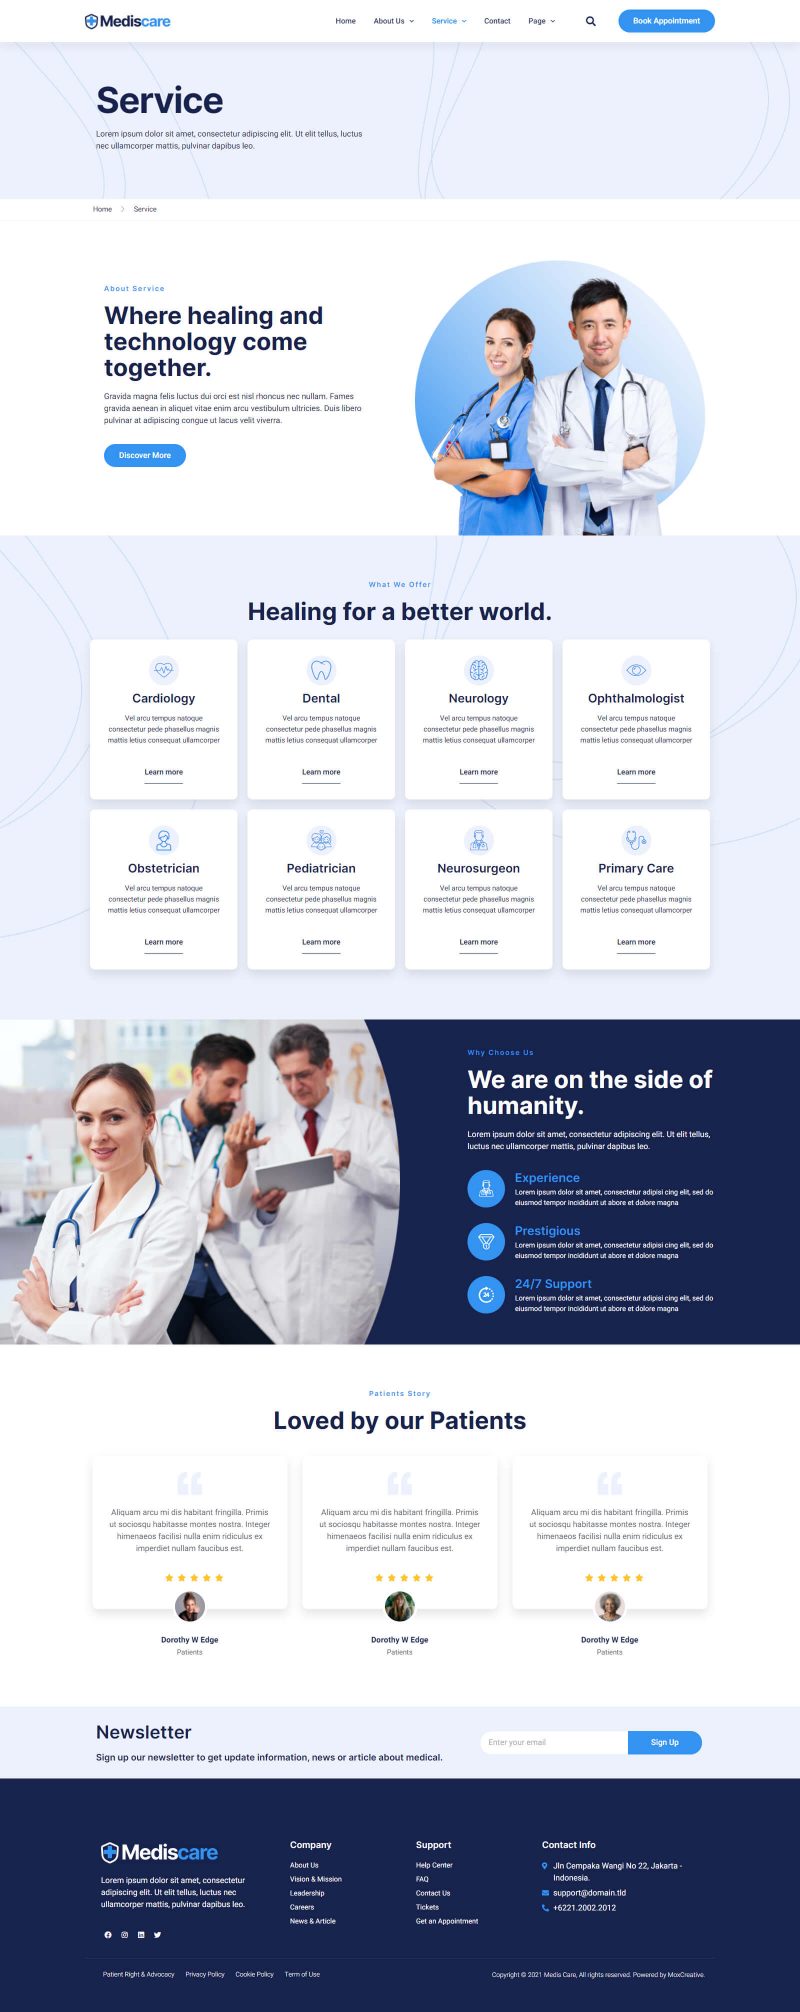 Mediscare
Home About Us Service Contact Page
Book Appointment
Service
Lorem ipsum dolor sit amet, consectetur adipiscing elit. Ut elit tellus, luctus
nec ullamcorper mattis, pulvinar dapibus leo.
Home Service
About Service
Where healing and
technology come
together.
Gravida magna felis luctus dui orci est nisl rhoncus nec nullam. Fames
gravida aenean in aliquet vitae enim arcu vestibulum ultricies. Duis libero
pulvinar at adipiscing congue ut lacus velit viverra.
Discover More
What We Offer
Healing for a better world.
Cardiology
Vel arcu tempus natoque
consectetur pede phasellus magnis
mattis letius consequat ullamcorper
Learn more
Dental
Vel arcu tempus natoque
consectetur pede phasellus magnis
mattis letius consequat ullamcorper
Learn more
Neurology
Vel arcu tempus natoque
consectetur pede phasellus magnis
mattis letius consequat ullamcorper
Learn more
Ophthalmologist
Vel arcu tempus natoque
consectetur pede phasellus magnis
mattis letius consequat ullamcorper
Learn more
Obstetrician
Vel arcu tempus natoque
consectetur pede phasellus magnis
mattis letius consequat ullamcorper
Learn more
Pediatrician
Vel arcu tempus natoque
consectetur pede phasellus magnis
mattis letius consequat ullamcorper
Learn more
Neurosurgeon
Vel arcu tempus natoque
consectetur pede phasellus magnis
mattis letius consequat ullamcorper
Learn more
Primary Care
Vel arcu tempus natoque
consectetur pede phasellus magnis
mattis letius consequat ullamcorper
Learn more
Why Choose Us
We are on the side of
humanity.
Lorem ipsum dolor sit amet, consectetur adipiscing elit. Ut elit tellus,
luctus nec ullamcorper mattis, pulvinar dapibus leo.
Experience
Lorem ipsum dolor sit amet, consectetur adipisi cing elit, sed do
eiusmod tempor incididunt ut abore et dolore magna
Prestigious
Lorem ipsum dolor sit amet, consectetur adipisi cing elit, sed do
eiusmod tempor incididunt ut abore et dolore magna
24
24/7 Support
Lorem ipsum dolor sit amet, consectetur adipisi cing elit, sed do
eiusmod tempor incididunt ut abore et dolore magna
Patients Story
Loved by our Patients
Aliquam arcu mi dis habitant fringilla. Primis
ut sociosqu habitasse montes nostra. Integer
himenaeos facilisi nulla enim ridiculus ex
imperdiet nullam faucibus est.
Dorothy W Edge
Patients
Aliquam arcu mi dis habitant fringilla. Primis
ut sociosqu habitasse montes nostra. Integer
himenaeos facilisi nulla enim ridiculus ex
imperdiet nullam faucibus est.
Dorothy W Edge
Patients
Aliquam arcu mi dis habitant fringilla. Primis
ut sociosqu habitasse montes nostra. Integer
himenaeos facilisi nulla enim ridiculus ex
imperdiet nullam faucibus est.
Dorothy W Edge
Patients
Newsletter
Sign up our newsletter to get update information, news or article about medical.
Enter your email
Sign Up
Mediscare
Lorem ipsum dolor sit amet, consectetur
adipiscing elit. Ut elit tellus, luctus nec
ullamcorper mattis, pulvinar dapibus leo.
Company
About Us
Vision & Mission
Leadership
Careers
News & Article
Support
Help Center
FAQ
Contact Us
Tickets
Get an Appointment
Contact Info
Jln Cempaka Wangi No 22, Jakarta -
Indonesia.
support@domain.tld
+6221.2002.2012
Patient Right & Advocacy Privacy Policy Cookie Policy Term of Use
Copyright © 2021 Medis Care, All rights reserved. Powered by MoxCreative.